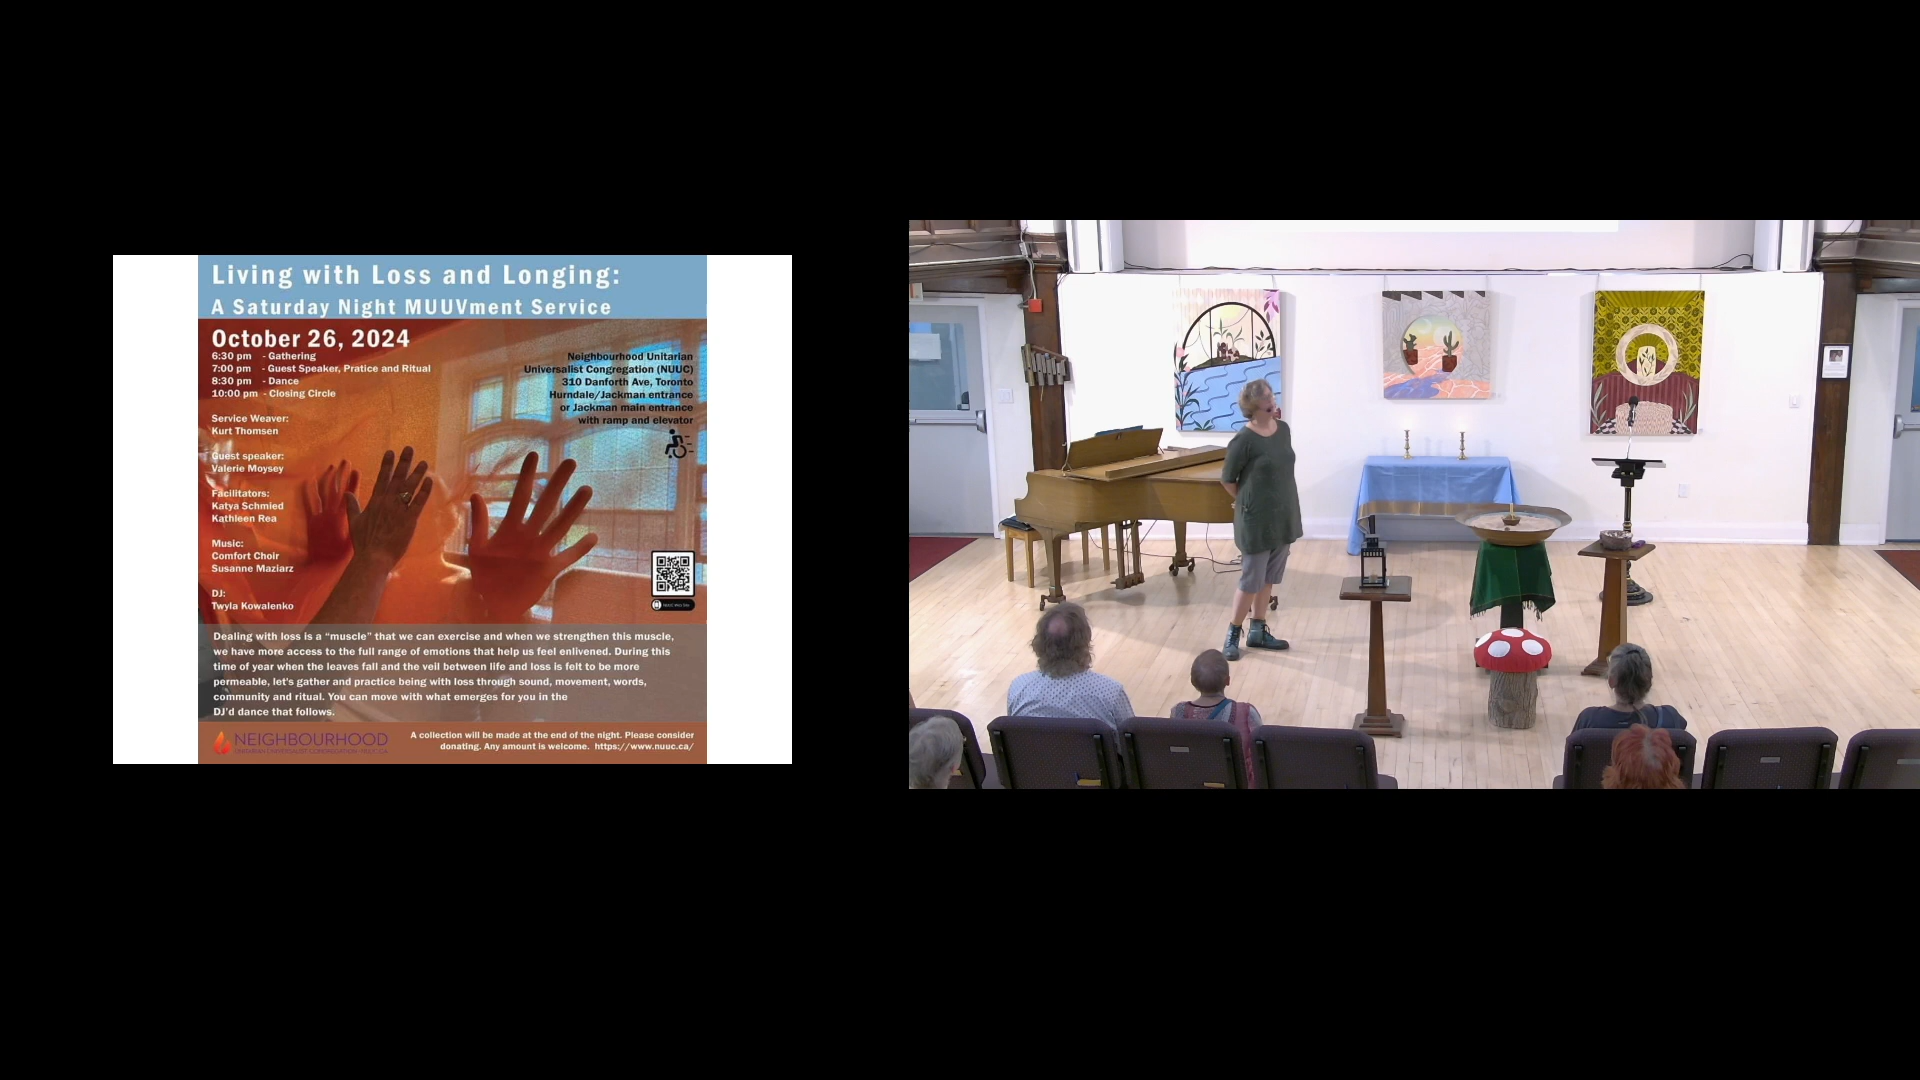 Living with Loss and Longing:
A Saturday Night MUUVment Service
October 26, 2024
6:30 pm - Gathering
7:00 pm - Guest Speaker, Pratice and Ritual
8:30 pm - Dance
10:00 pm - Closing Circle
Neighbourhood Unitarian
Universalist Congregation (NUUC)
310 Danforth Ave, Toronto
Hurndale/Jackman entrance
or Jackman main entrance
with ramp and elevator
Service Weaver:
Kurt Thomsen
Guest speaker:
Valerie Moysey
Facilitators:
Katya Schmied
Kathleen Rea
Music:
Comfort Choir
Susanne Maziarz
DJ:
Twyla Kowalenko
Dealing with loss is a “muscle” that we can exercise and when we strengthen this muscle,
we have more access to the full range of emotions that help us feel enlivened. During this
time of year when the leaves fall and the veil between life and loss is felt to be more
permeable, let's gather and practice being with loss through sound, movement, words,
community and ritual. You can move with what emerges for you in the
DJ'd dance that follows.
NEIGHBOURHOOD
A collection will be made at the end of the night. Please consider
donating. Any amount is welcome. https://www.nuuc.ca/